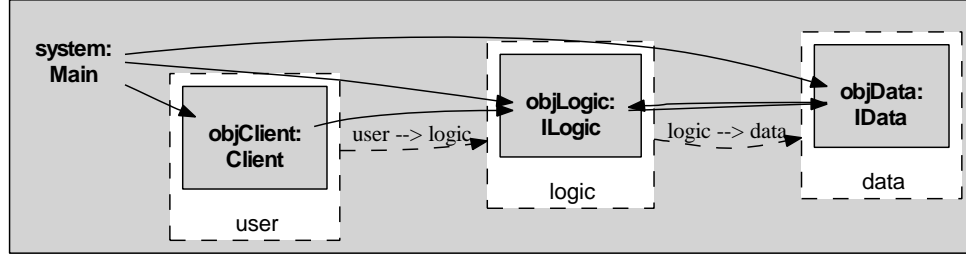 system:
Main
objClient:
Client
user
user --> logic
objLogic:
ILogic
logic
logic --> data
objData:
IData
data